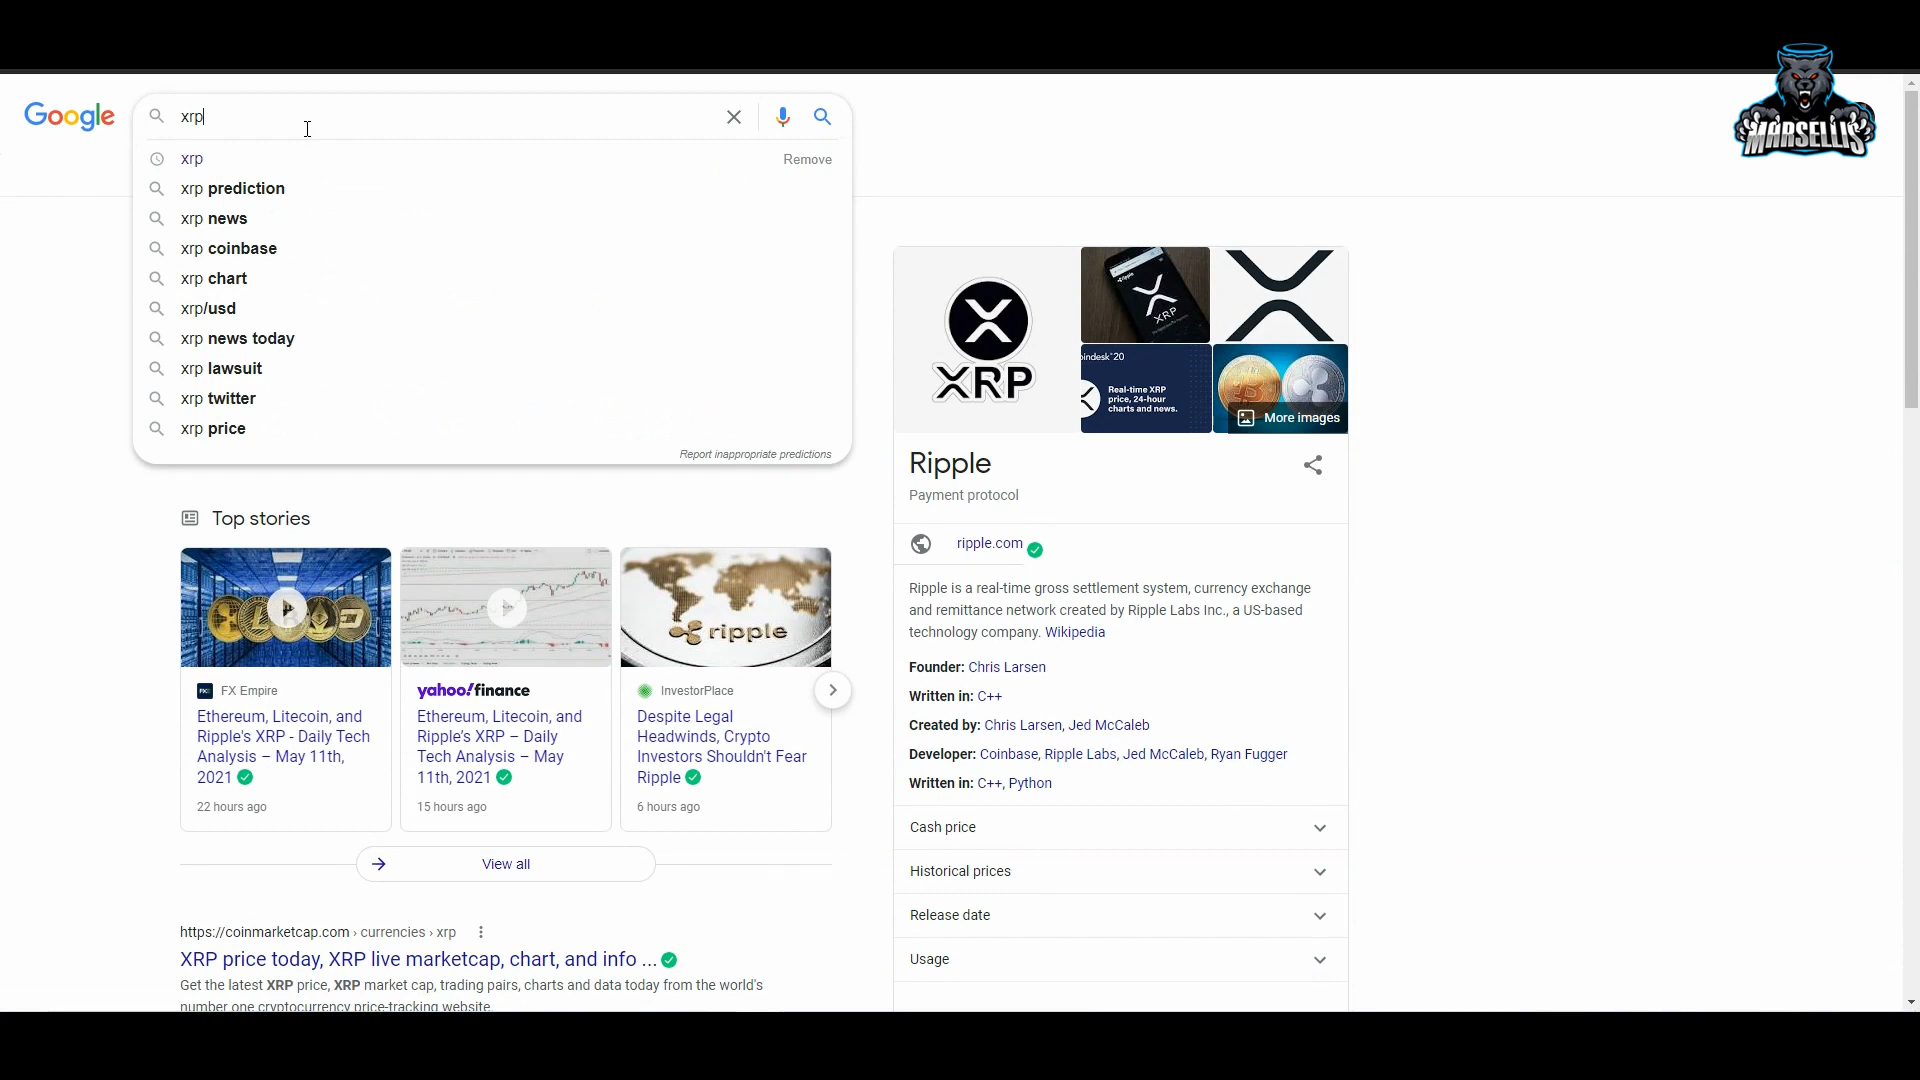 Google
xrp
xrp
Remove
xrp prediction
xrp news
xrp coinbase
xrp chart
xrp/usd
xrp news today
xrp lawsuit
xrp twitter
xrp price
Report inappropriate predictions
MARSELLIS
XRP
XRP
coindesk 20
Real-time XRP
price, 24-hour
charts and news.
More images
Ripple
Payment protocol
ripple.com
Ripple is a real-time gross settlement system, currency exchange
and remittance network created by Ripple Labs Inc., a US-based
technology company. Wikipedia
Founder: Chris Larsen
Written in: C++
Created by: Chris Larsen, Jed McCaleb
Developer: Coinbase, Ripple Labs, Jed McCaleb, Ryan Fugger
Written in: C++, Python
Cash price
Historical prices
Release date
Usage
Top stories
FX Empire
Ethereum, Litecoin, and
Ripple's XRP - Daily Tech
Analysis – May 11th,
2021
22 hours ago
yahoo!finance
Ethereum, Litecoin, and
Ripple's XRP – Daily
Tech Analysis – May
11th, 2021
15 hours ago
ripple
InvestorPlace
Despite Legal
Headwinds, Crypto
Investors Shouldn't Fear
Ripple
6 hours ago
View all
https://coinmarketcap.com › currencies › xrp
XRP price today, XRP live marketcap, chart, and info ...
Get the latest XRP price, XRP market cap, trading pairs, charts and data today from the world's
number one cryptocurrency price-tracking website.